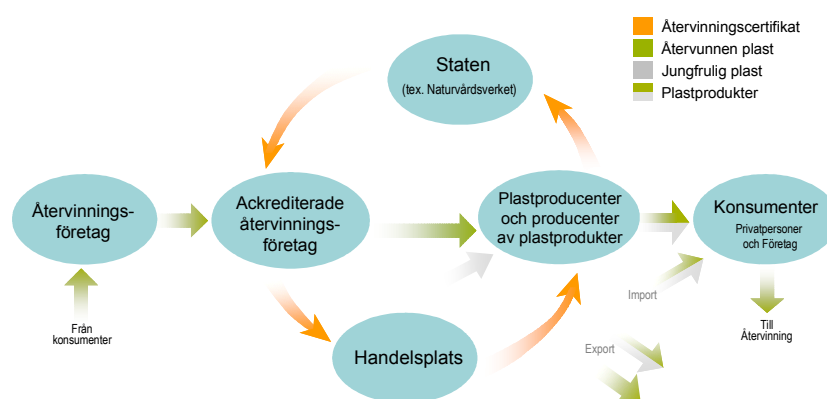 Återvinningscertifikat
Återvunnen plast
Jungfrulig plast
Plastprodukter
Staten
(tex. Naturvårdsverket)
Återvinnings-
företag
Ackrediterade
återvinnings-
företag
Plastproducenter
och producenter
av plastprodukter
Konsumenter
Privatpersoner
och Företag
Import
Från
konsumenter
Till
Återvinning
Handelsplats
Export